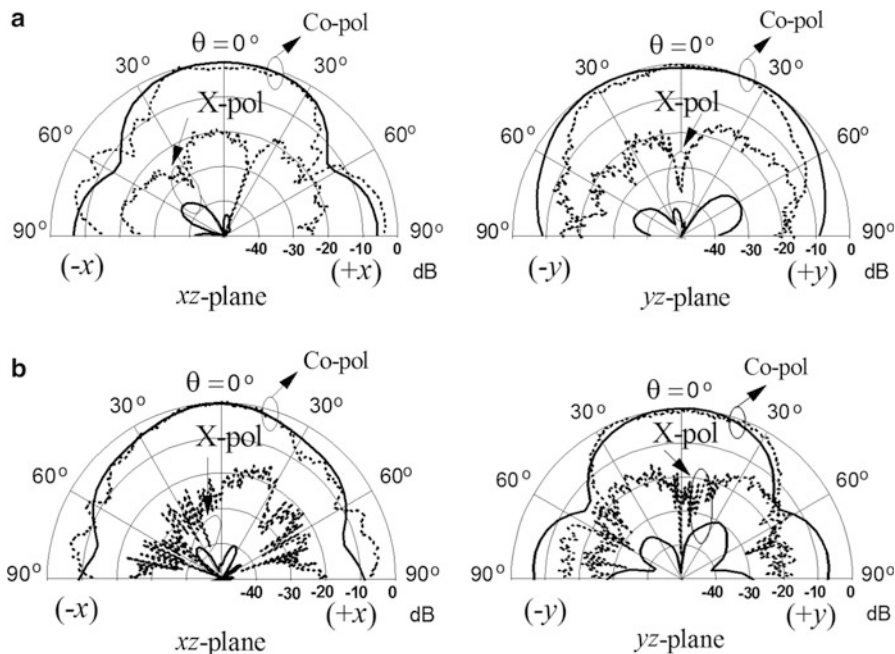 a
Co-pol
θ = 0°
30° 30°
X-pol
60° 60°
90° 90°
-40 -30 -20 -10 0
(-x) (+x) dB
xz-plane
Co-pol
θ = 0°
30° 30°
X-pol
60° 60°
90° 90°
-40 -30 -20 -10 0
(-y) (+y) dB
yz-plane
b
Co-pol
θ = 0°
30° 30°
X-pol
60° 60°
90° 90°
-40 -30 -20 -10 0
(-x) (+x) dB
xz-plane
Co-pol
θ = 0°
30° 30°
X-pol
60° 60°
90° 90°
-40 -30 -20 -10 0
(-y) (+y) dB
yz-plane